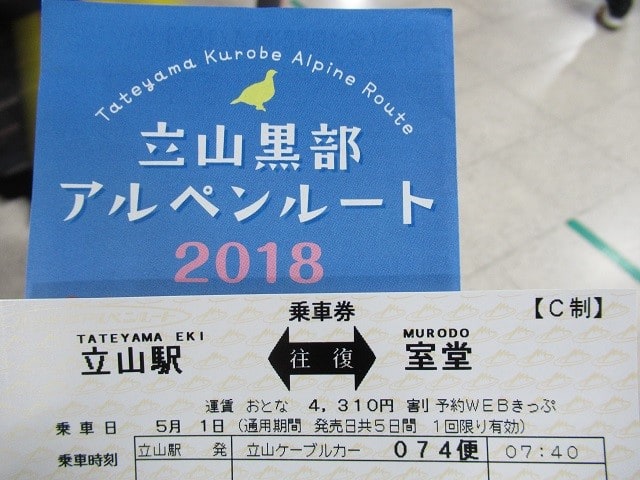 Tateyama Kurobe Alpine Route
立山黒部
アルペンルート
2018
乗車券
【C制】
TATEYAMA EKI
MURODO
立山駅 往復 室堂
運賃 おとな 4,310円 割 予約WEBきっぷ
乗車日 5月 1日 (通用期間 発売日共5日間 1回限り有効)
乗車時刻 立山駅 発 立山ケーブルカー 074便 07:40